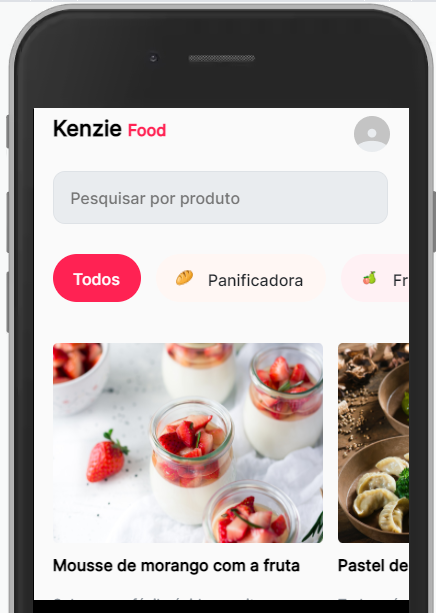 Kenzie Food
Pesquisar por produto
Todos
Panificadora
Fr
Mousse de morango com a fruta
Pastel de